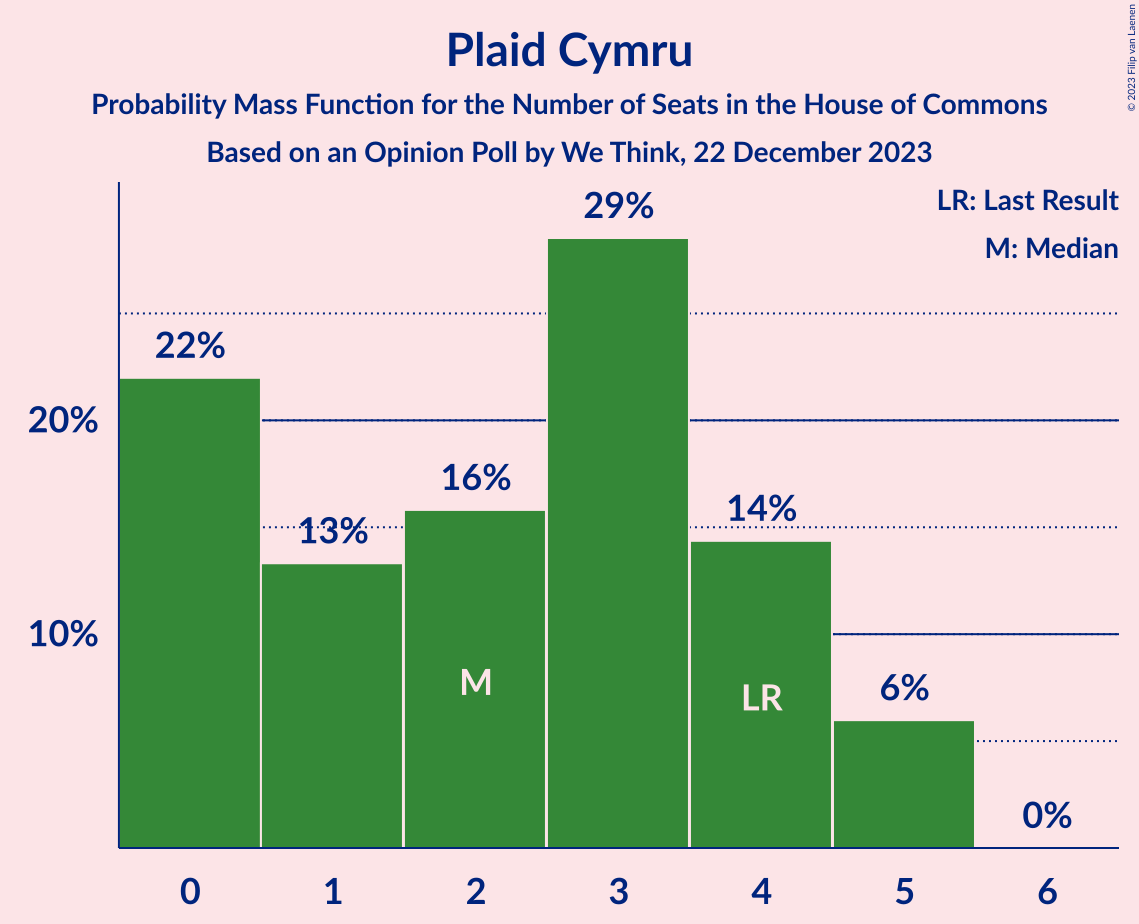 Plaid Cymru
Probability Mass Function for the Number of Seats in the House of Commons
Based on an Opinion Poll by We Think, 22 December 2023
© 2023 Filip van Laenen
LR: Last Result
M: Median
29%
22%
20%
16%
14%
13%
10%
M
LR
6%
0%
0 1 2 3 4 5 6